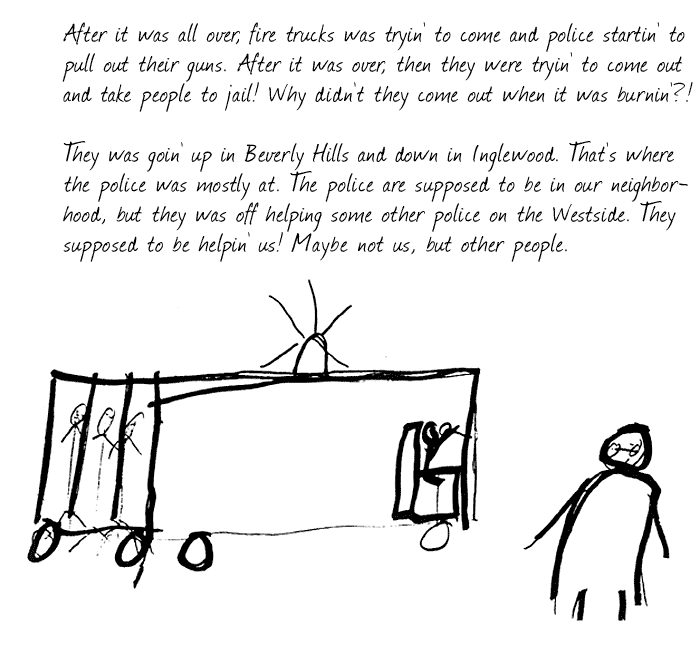 After it was all over, fire trucks was tryin' to come and police startin' to
pull out their guns. After it was over, then they were tryin' to come out
and take people to jail! Why didn't they come out when it was burnin'?!
They was goin' up in Beverly Hills and down in Inglewood. That's where
the police was mostly at. The police are supposed to be in our neighbor-
hood, but they was off helping some other police on the Westside. They
supposed to be helpin' us! Maybe not us, but other people.